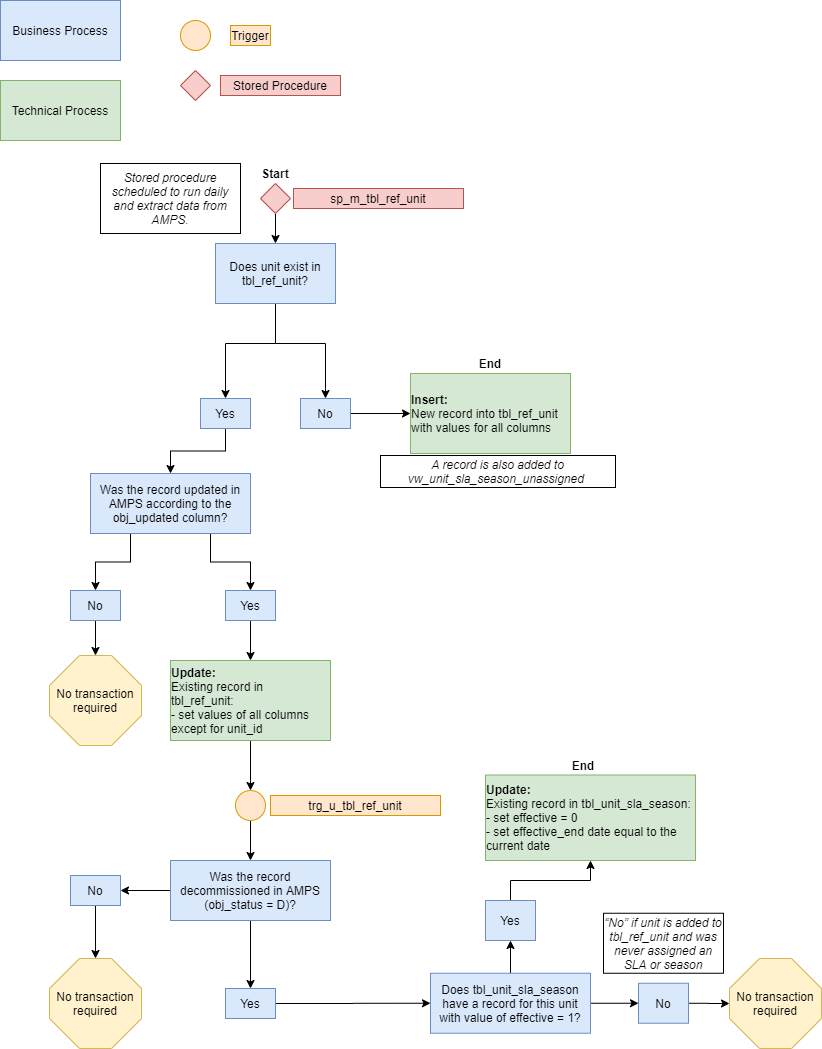 Business Process
Trigger
Stored Procedure
Technical Process
Stored procedure
scheduled to run daily
and extract data from
AMPS.
Start
sp_m_tbl_ref_unit
Does unit exist in
tbl_ref_unit?
Yes
No
End
Insert:
New record into tbl_ref_unit
with values for all columns
A record is also added to
vw_unit_sla_season_unassigned
Was the record updated in
AMPS according to the
obj_updated column?
No
Yes
No transaction
required
Update:
Existing record in
tbl_ref_unit:
- set values of all columns
except for unit_id
trg_u_tbl_ref_unit
Was the record
decommissioned in AMPS
(obj_status = D)?
No
No transaction
required
Yes
Does tbl_unit_sla_season
have a record for this unit
with value of effective = 1?
Yes
End
Update:
Existing record in tbl_unit_sla_season:
- set effective = 0
- set effective_end date equal to the
current date
"No" if unit is added to
tbl_ref_unit and was
never assigned an
SLA or season
No
No transaction
required